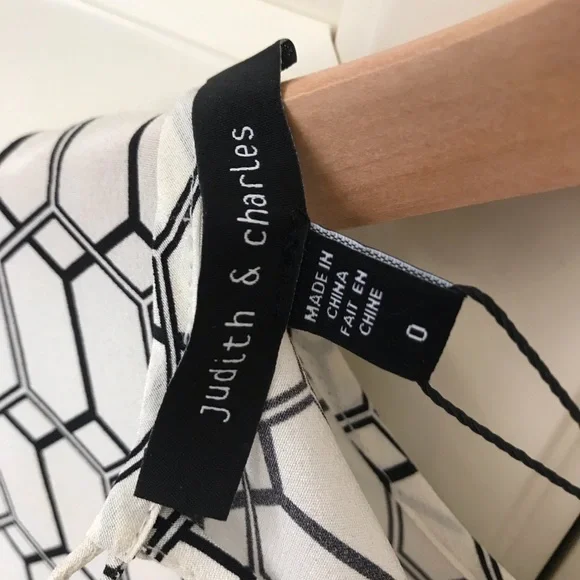 Judith & charles
MADE IN
CHINA
FAIT EN
CHINE
0